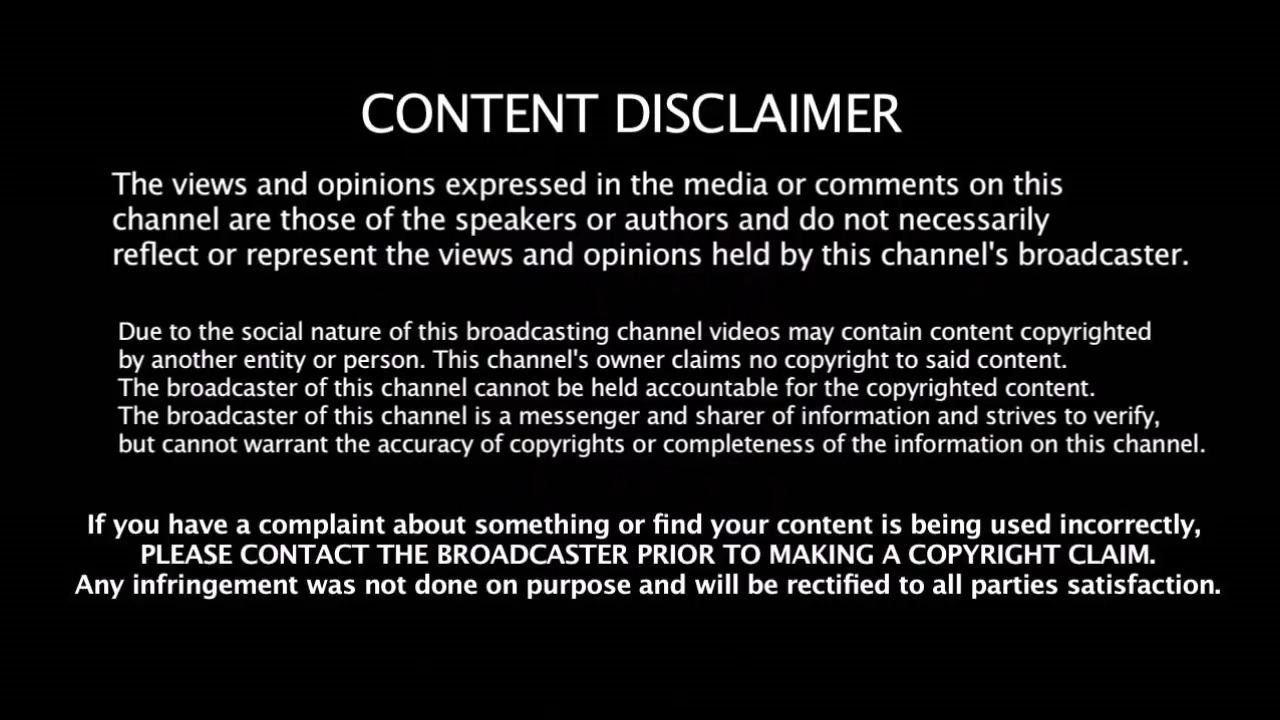 CONTENT DISCLAIMER
The views and opinions expressed in the media or comments on this
channel are those of the speakers or authors and do not necessarily
reflect or represent the views and opinions held by this channel's broadcaster.
Due to the social nature of this broadcasting channel videos may contain content copyrighted
by another entity or person. This channel's owner claims no copyright to said content.
The broadcaster of this channel cannot be held accountable for the copyrighted content.
The broadcaster of this channel is a messenger and sharer of information and strives to verify,
but cannot warrant the accuracy of copyrights or completeness of the information on this channel.
If you have a complaint about something or find your content is being used incorrectly,
PLEASE CONTACT THE BROADCASTER PRIOR TO MAKING A COPYRIGHT CLAIM.
Any infringement was not done on purpose and will be rectified to all parties satisfaction.